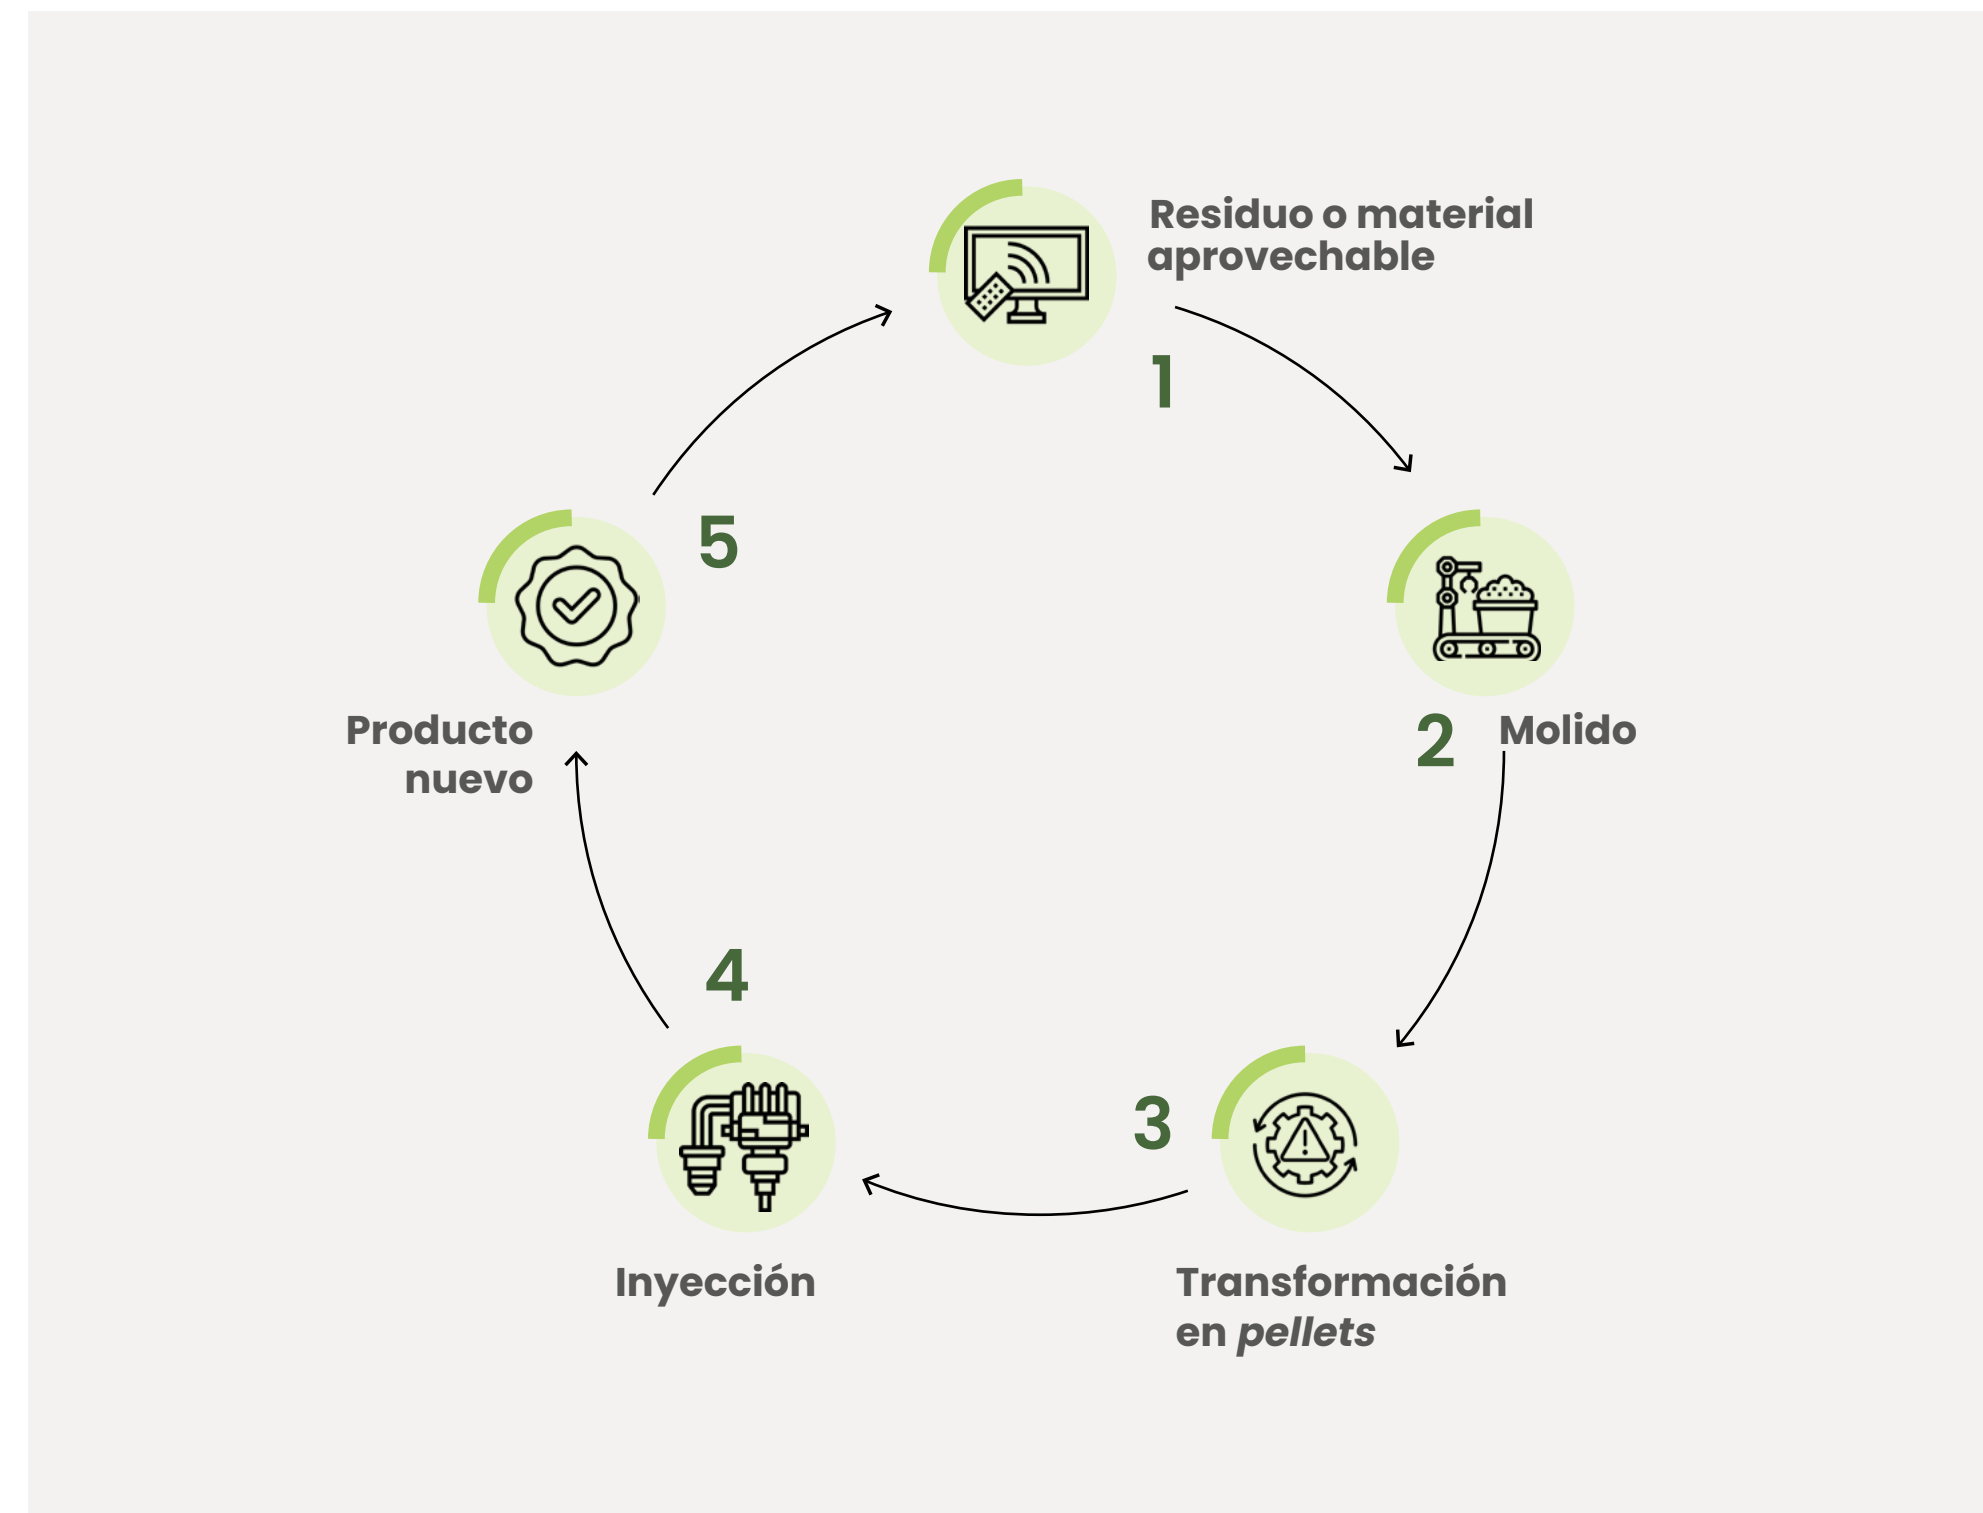 Residuo o material
aprovechable
1
2
Molido
3
Transformación
en pellets
4
Inyección
5
Producto
nuevo